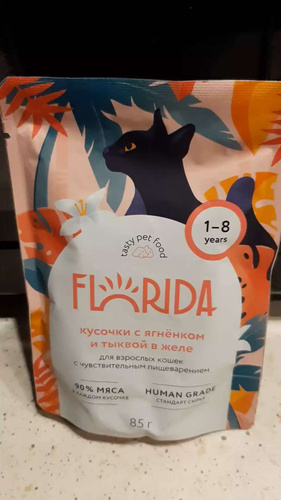 tasty pet food
1-8
years
FLORIDA
кусочки с ягнёнком
и тыквой в желе
для взрослых кошек
с чувствительным пищеварением
90% МЯСА
В КАЖДОМ КУСОЧКЕ
HUMAN GRADE
СТАНДАРТ СЫРЬЯ
85 г